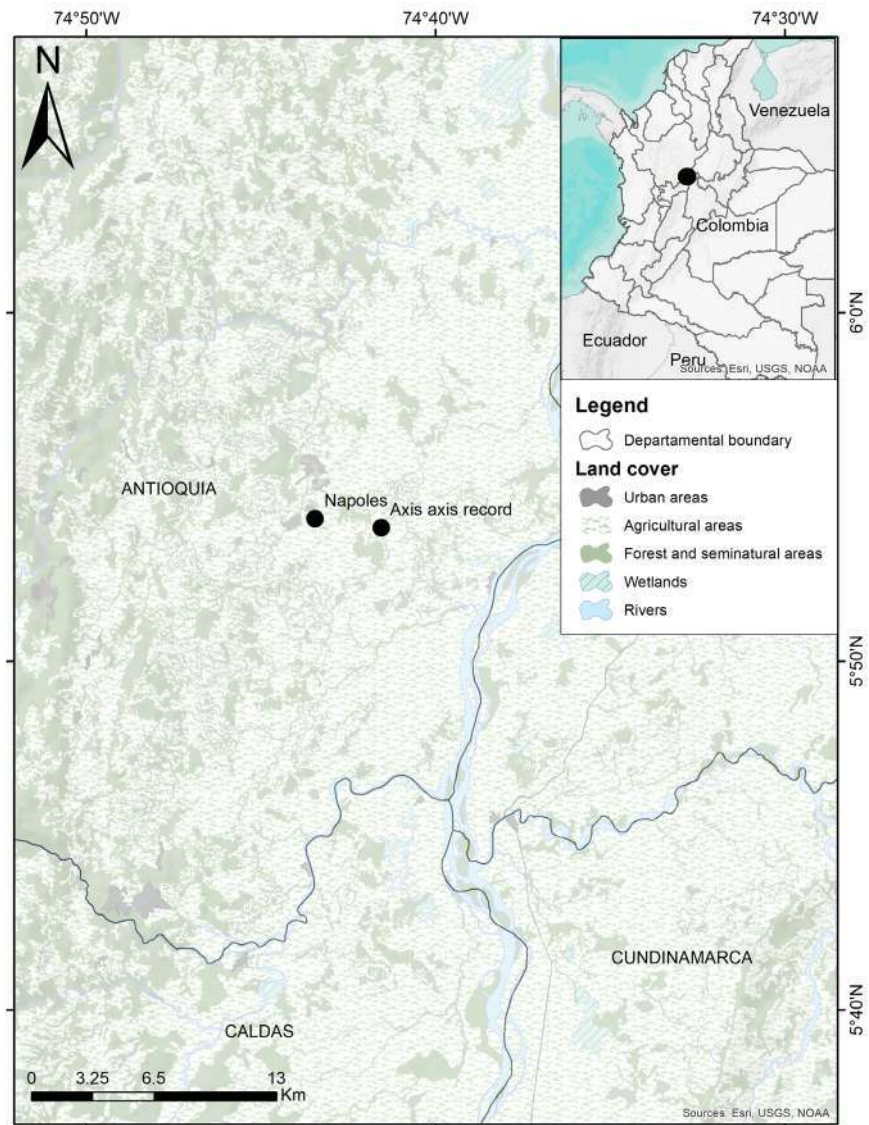 74°50'W
74°40'W
74°30'W
N
Venezuela
Colombia
Ecuador
Peru
Sources: Esri, USGS, NOAA
6°0'N
Legend
Departamental boundary
Land cover
Urban areas
Agricultural areas
Forest and seminatural areas
Wetlands
Rivers
ANTIOQUIA
Napoles
Axis axis record
5°50'N
CUNDINAMARCA
5°40'N
CALDAS
0 3.25 6.5 13
Km
Sources: Esri, USGS, NOAA